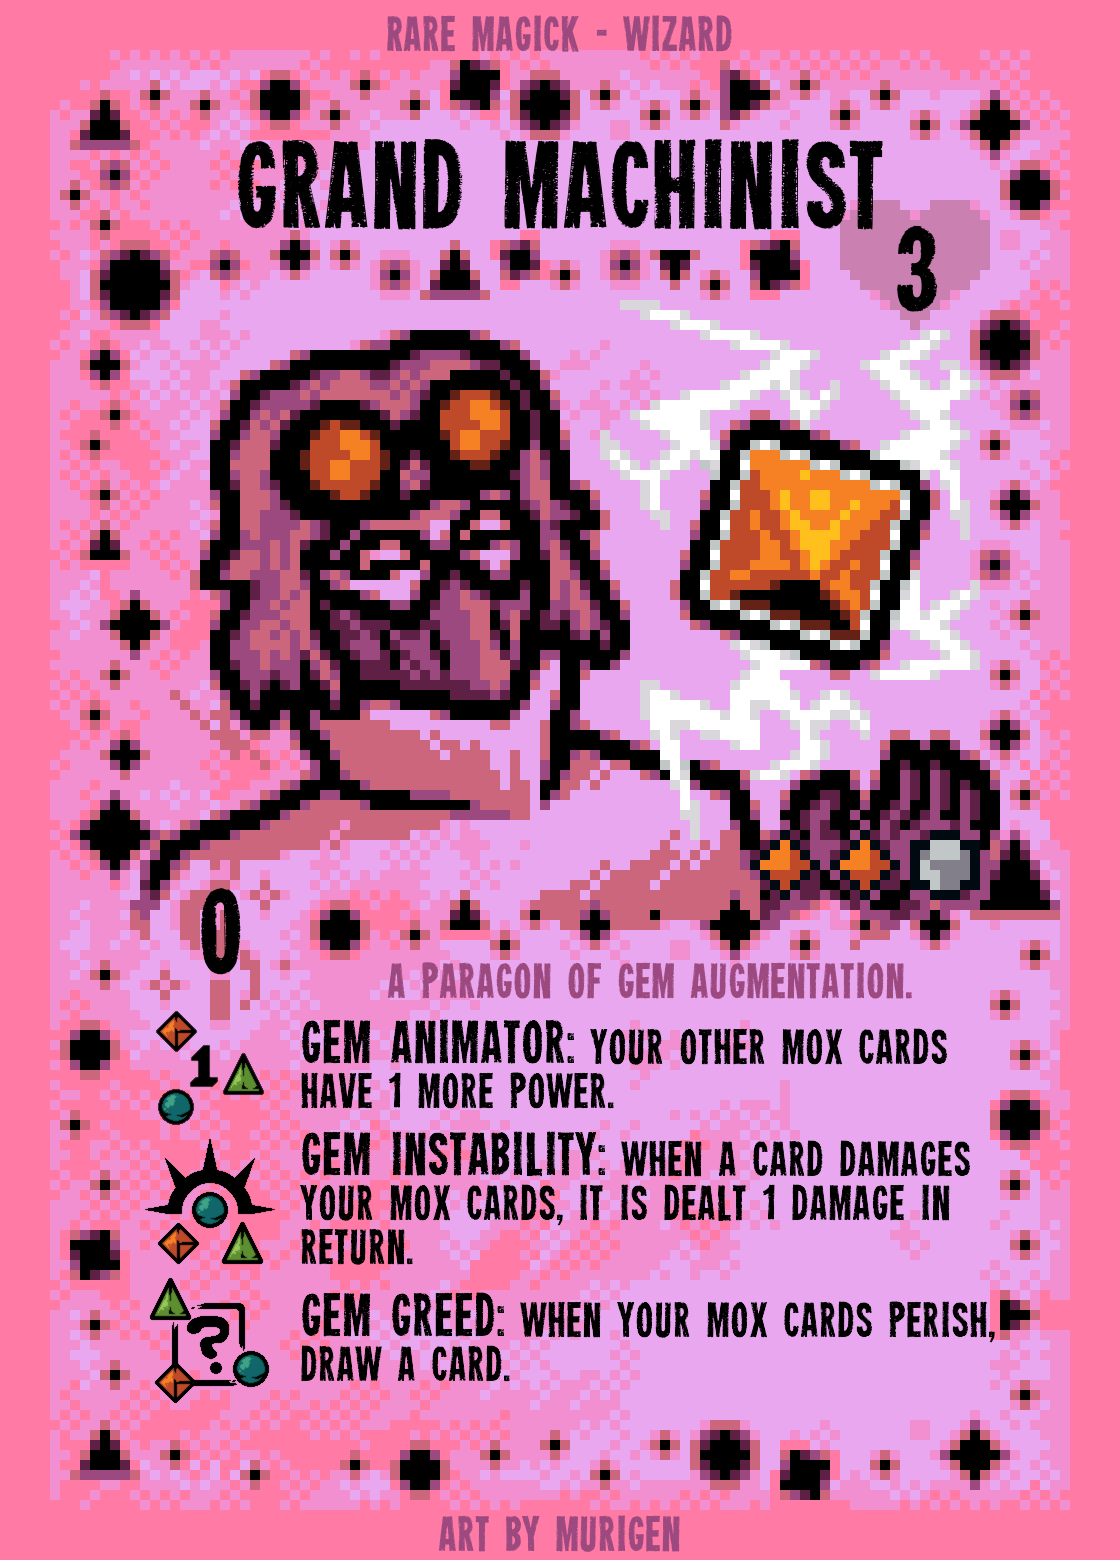 RARE MAGICK - WIZARD
GRAND MACHINIST
3
0
A PARAGON OF GEM AUGMENTATION.
1
GEM ANIMATOR: YOUR OTHER MOX CARDS
HAVE 1 MORE POWER.
GEM INSTABILITY: WHEN A CARD DAMAGES
YOUR MOX CARDS, IT IS DEALT 1 DAMAGE IN
RETURN.
?
GEM GREED: WHEN YOUR MOX CARDS PERISH,
DRAW A CARD.
ART BY MURIGEN